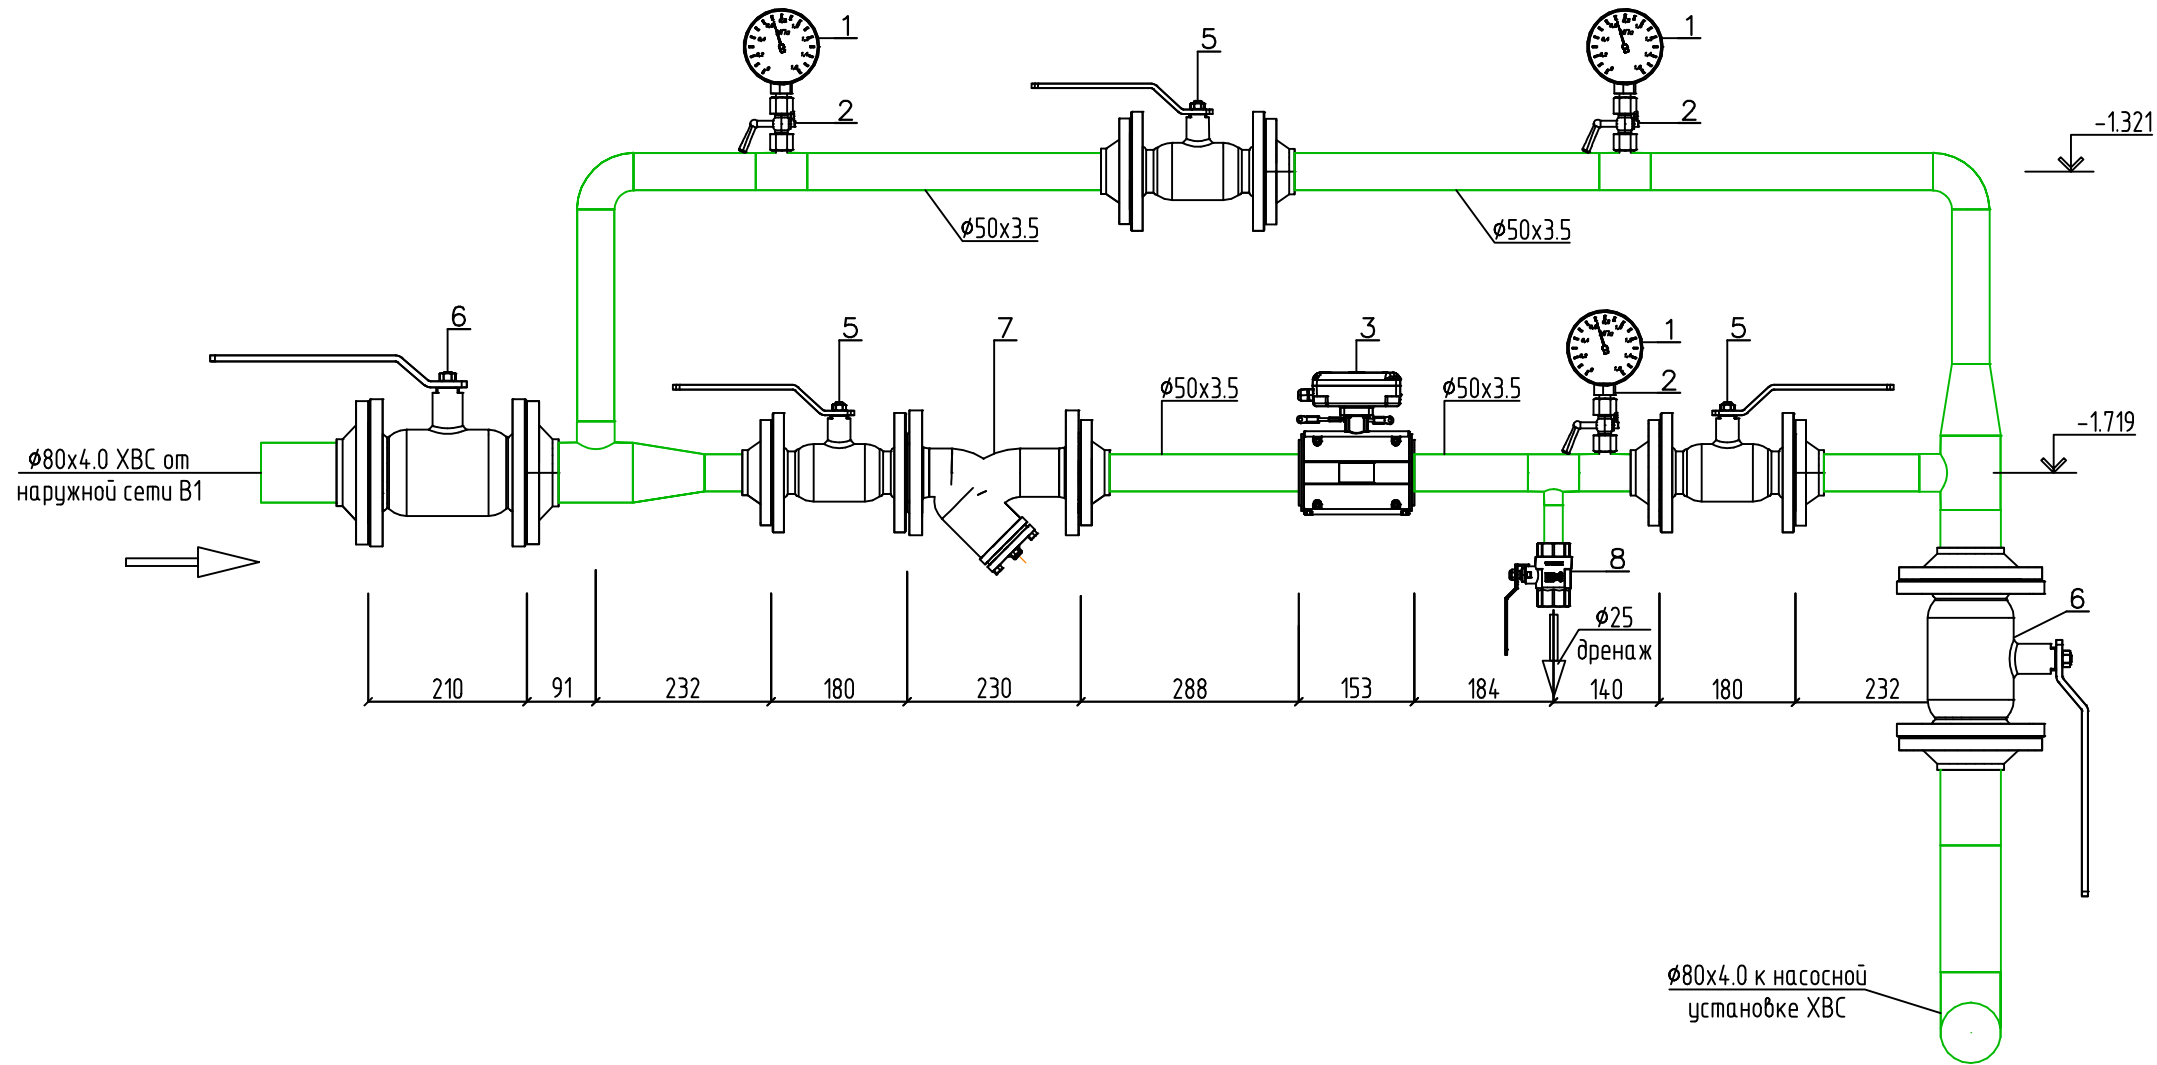 1
1
5
2
2
-1.321
Ø50x3.5
Ø50x3.5
6
5
7
3
1
5
2
Ø50x3.5
Ø50x3.5
-1.719
Ø80x4.0 ХВС от
наружной сети В1
8
6
Ø25
дренаж
210
91
232
180
230
288
153
184
140
180
232
Ø80x4.0 к насосной
установке ХВС